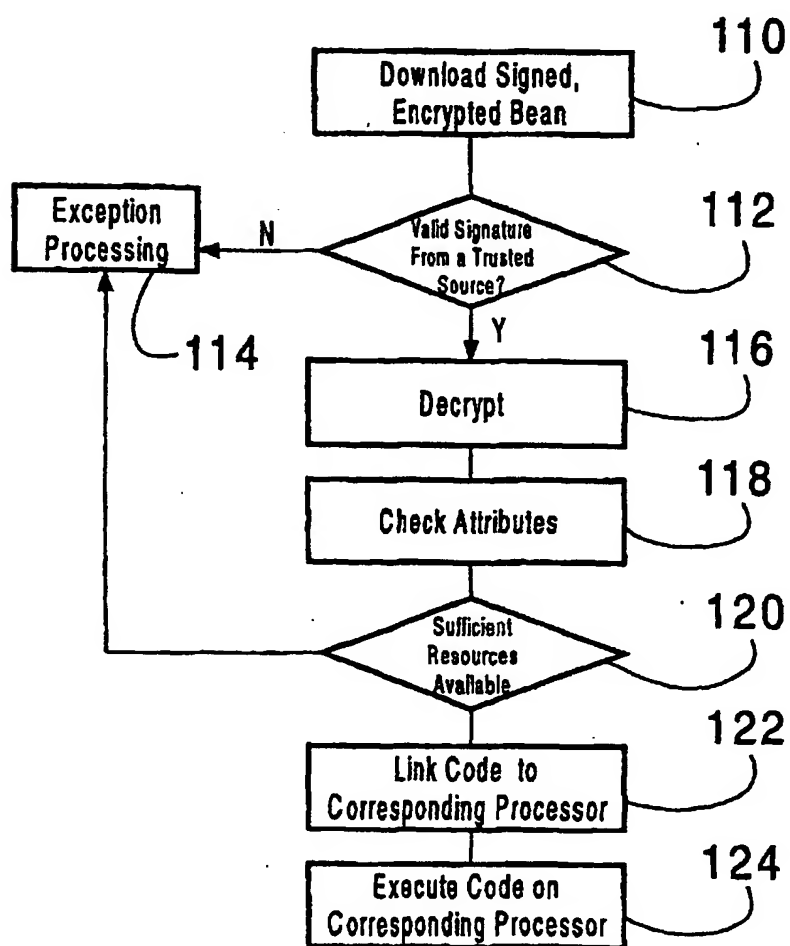 110
Download Signed,
Encrypted Bean
112
Valid Signature
From a Trusted
Source?
N
Exception
Processing
114
Y
116
Decrypt
118
Check Attributes
120
Sufficient
Resources
Available
122
Link Code to
Corresponding Processor
124
Execute Code on
Corresponding Processor